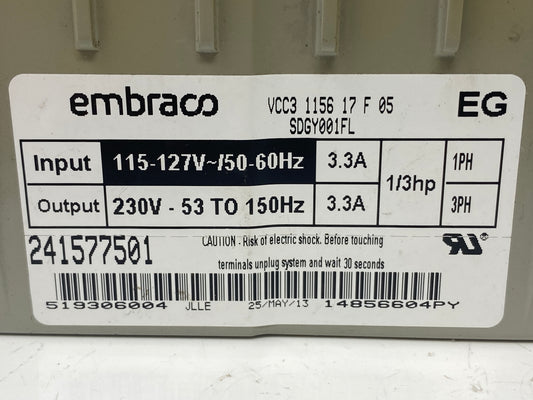 embraco VCC3 1156 17 F 05 EG
SDGY001FL
Input 115-127V~/50-60Hz 3.3A 1/3hp 1PH
Output 230V - 53 TO 150Hz 3.3A 3PH
241577501 CAUTION - Risk of electric shock. Before touching
terminals unplug system and wait 30 seconds
519306004 JLLE 25/MAY/13 14856604PY